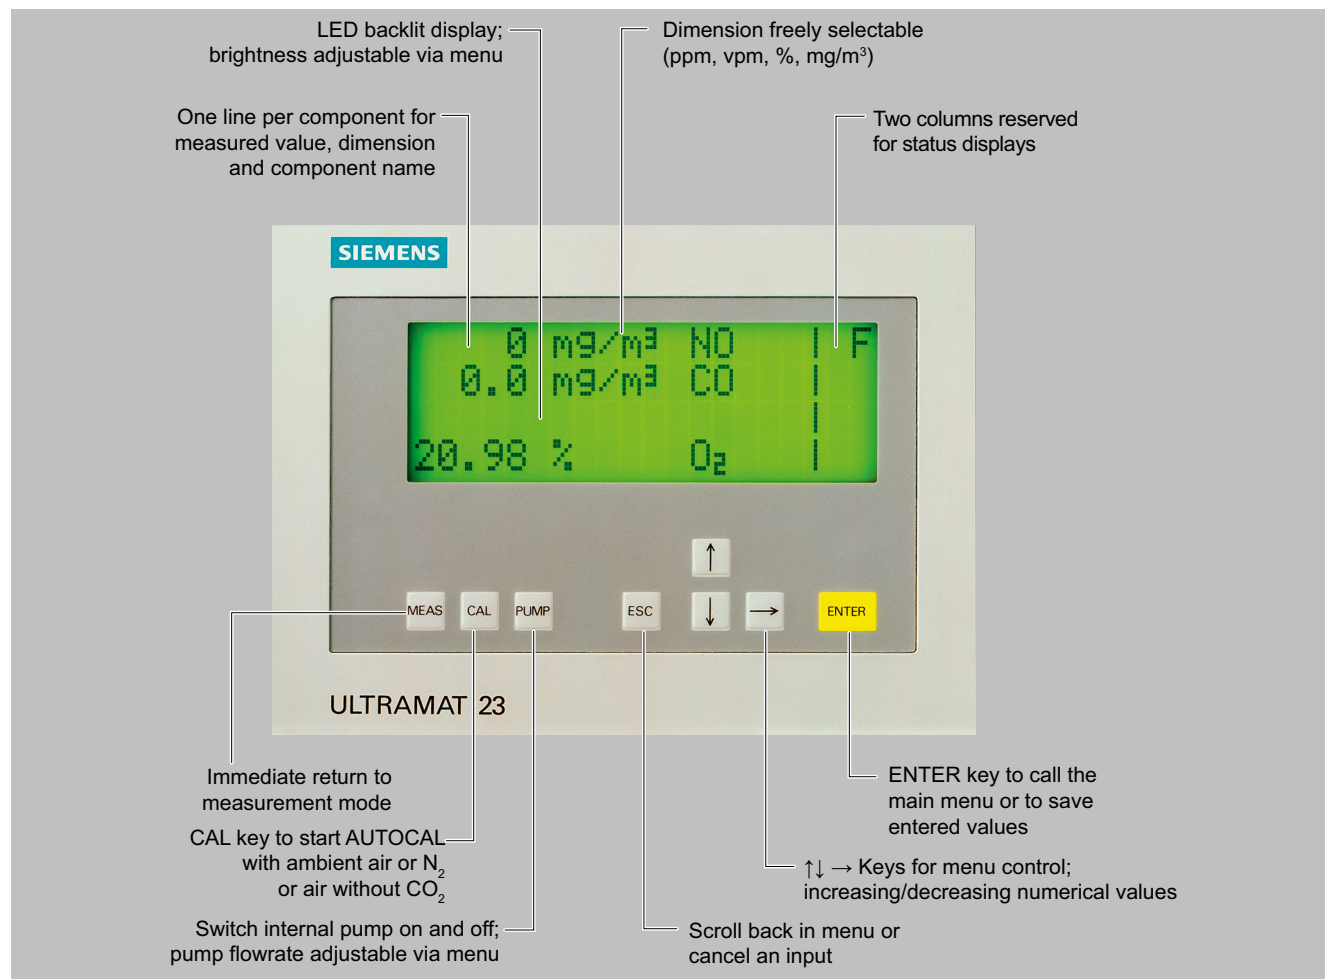 LED backlit display;
brightness adjustable via menu
Dimension freely selectable
(ppm, vpm, %, mg/m³)
One line per component for
measured value, dimension
and component name
Two columns reserved
for status displays
SIEMENS
0 mg/m³ NO | F
0.0 mg/m³ CO |
|
20.98 % O₂ |
↑
MEAS CAL PUMP ESC ↓ → ENTER
ULTRAMAT 23
Immediate return to
measurement mode
CAL key to start AUTOCAL
with ambient air or N₂
or air without CO₂
Switch internal pump on and off;
pump flowrate adjustable via menu
Scroll back in menu or
cancel an input
↑↓ → Keys for menu control;
increasing/decreasing numerical values
ENTER key to call the
main menu or to save
entered values